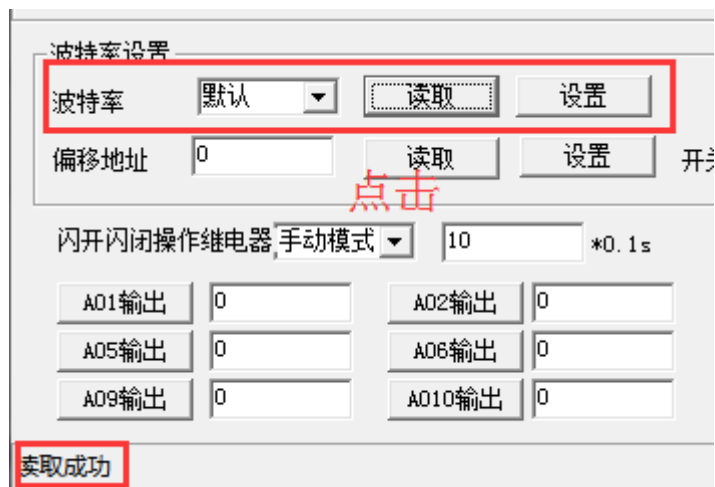 波特率设置
波特率 默认 读取 设置
偏移地址 0 读取 设置 开关
点击
闪开闪闭操作继电器 手动模式 10 *0.1s
A01输出 0 A02输出 0
A05输出 0 A06输出 0
A09输出 0 A010输出 0
读取成功